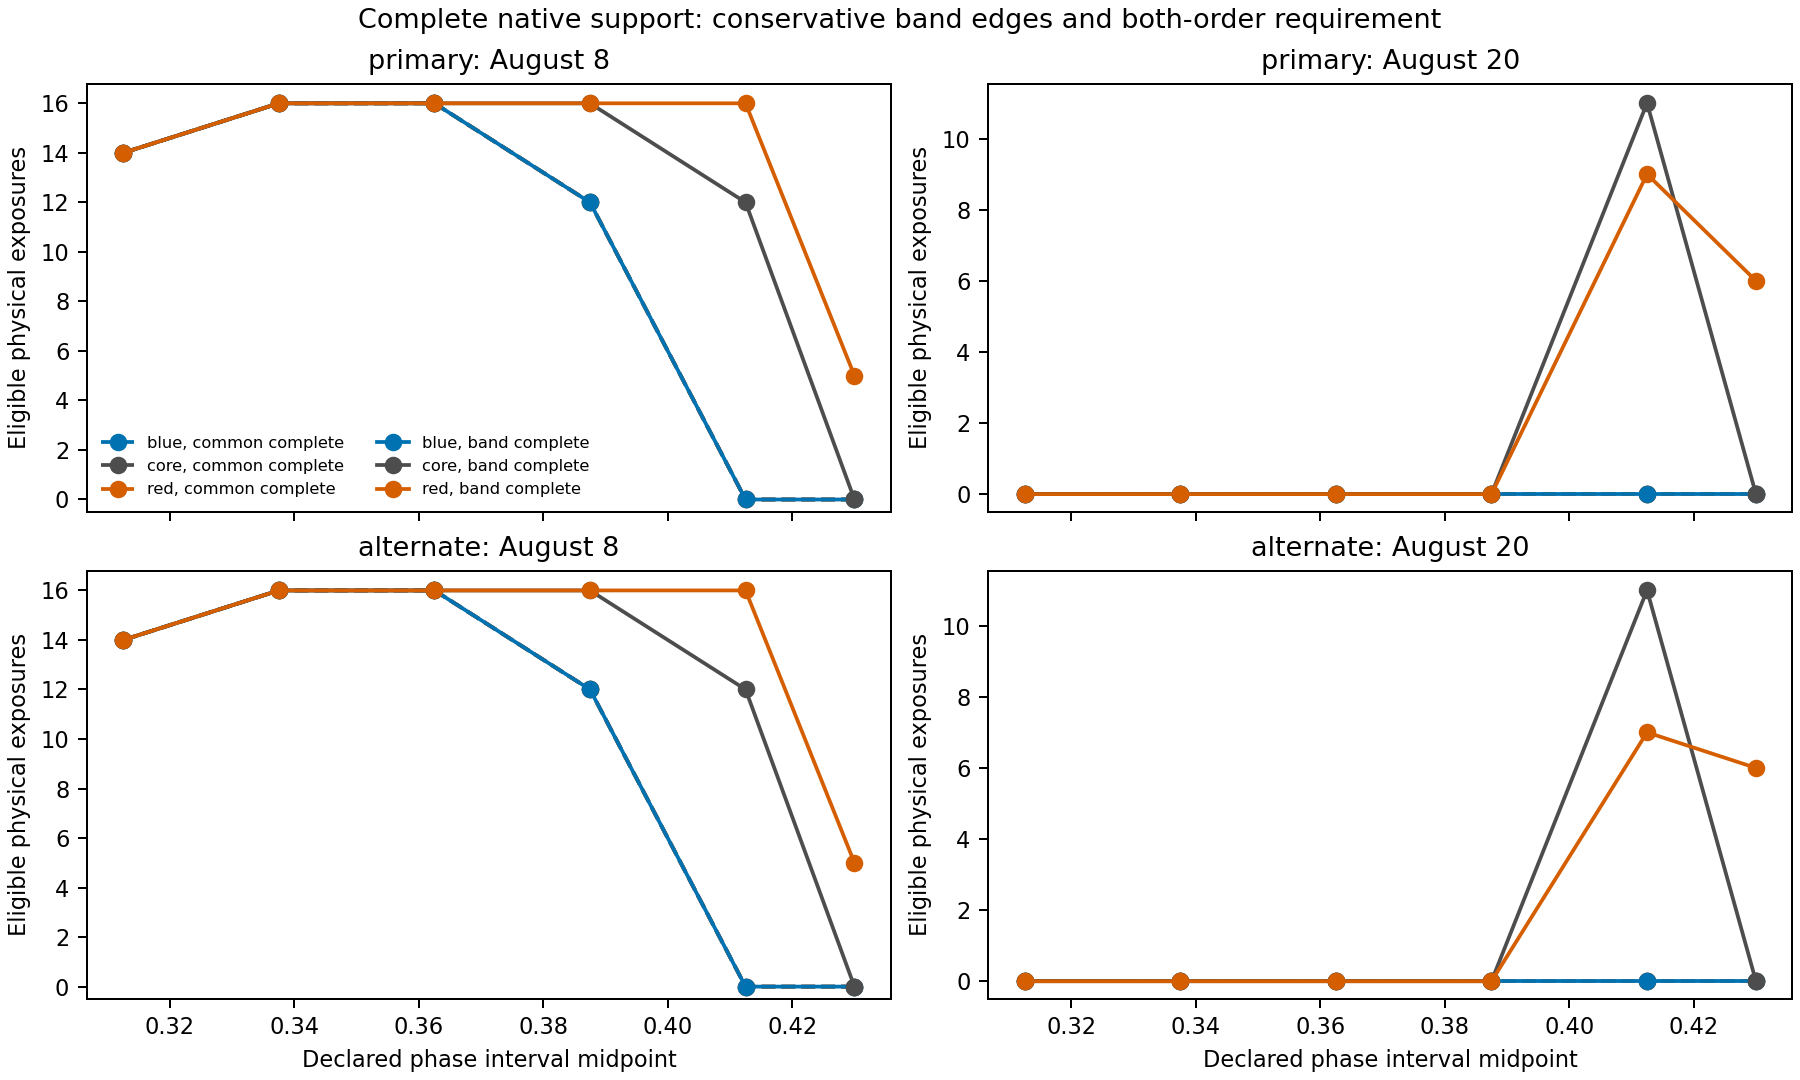 Complete native support: conservative band edges and both-order requirement
primary: August 8
Eligible physical exposures
16
14
12
10
8
6
4
2
0
blue, common complete
core, common complete
red, common complete
blue, band complete
core, band complete
red, band complete
primary: August 20
Eligible physical exposures
10
8
6
4
2
0
alternate: August 8
Eligible physical exposures
16
14
12
10
8
6
4
2
0
0.32 0.34 0.36 0.38 0.40 0.42
Declared phase interval midpoint
alternate: August 20
Eligible physical exposures
10
8
6
4
2
0
0.32 0.34 0.36 0.38 0.40 0.42
Declared phase interval midpoint